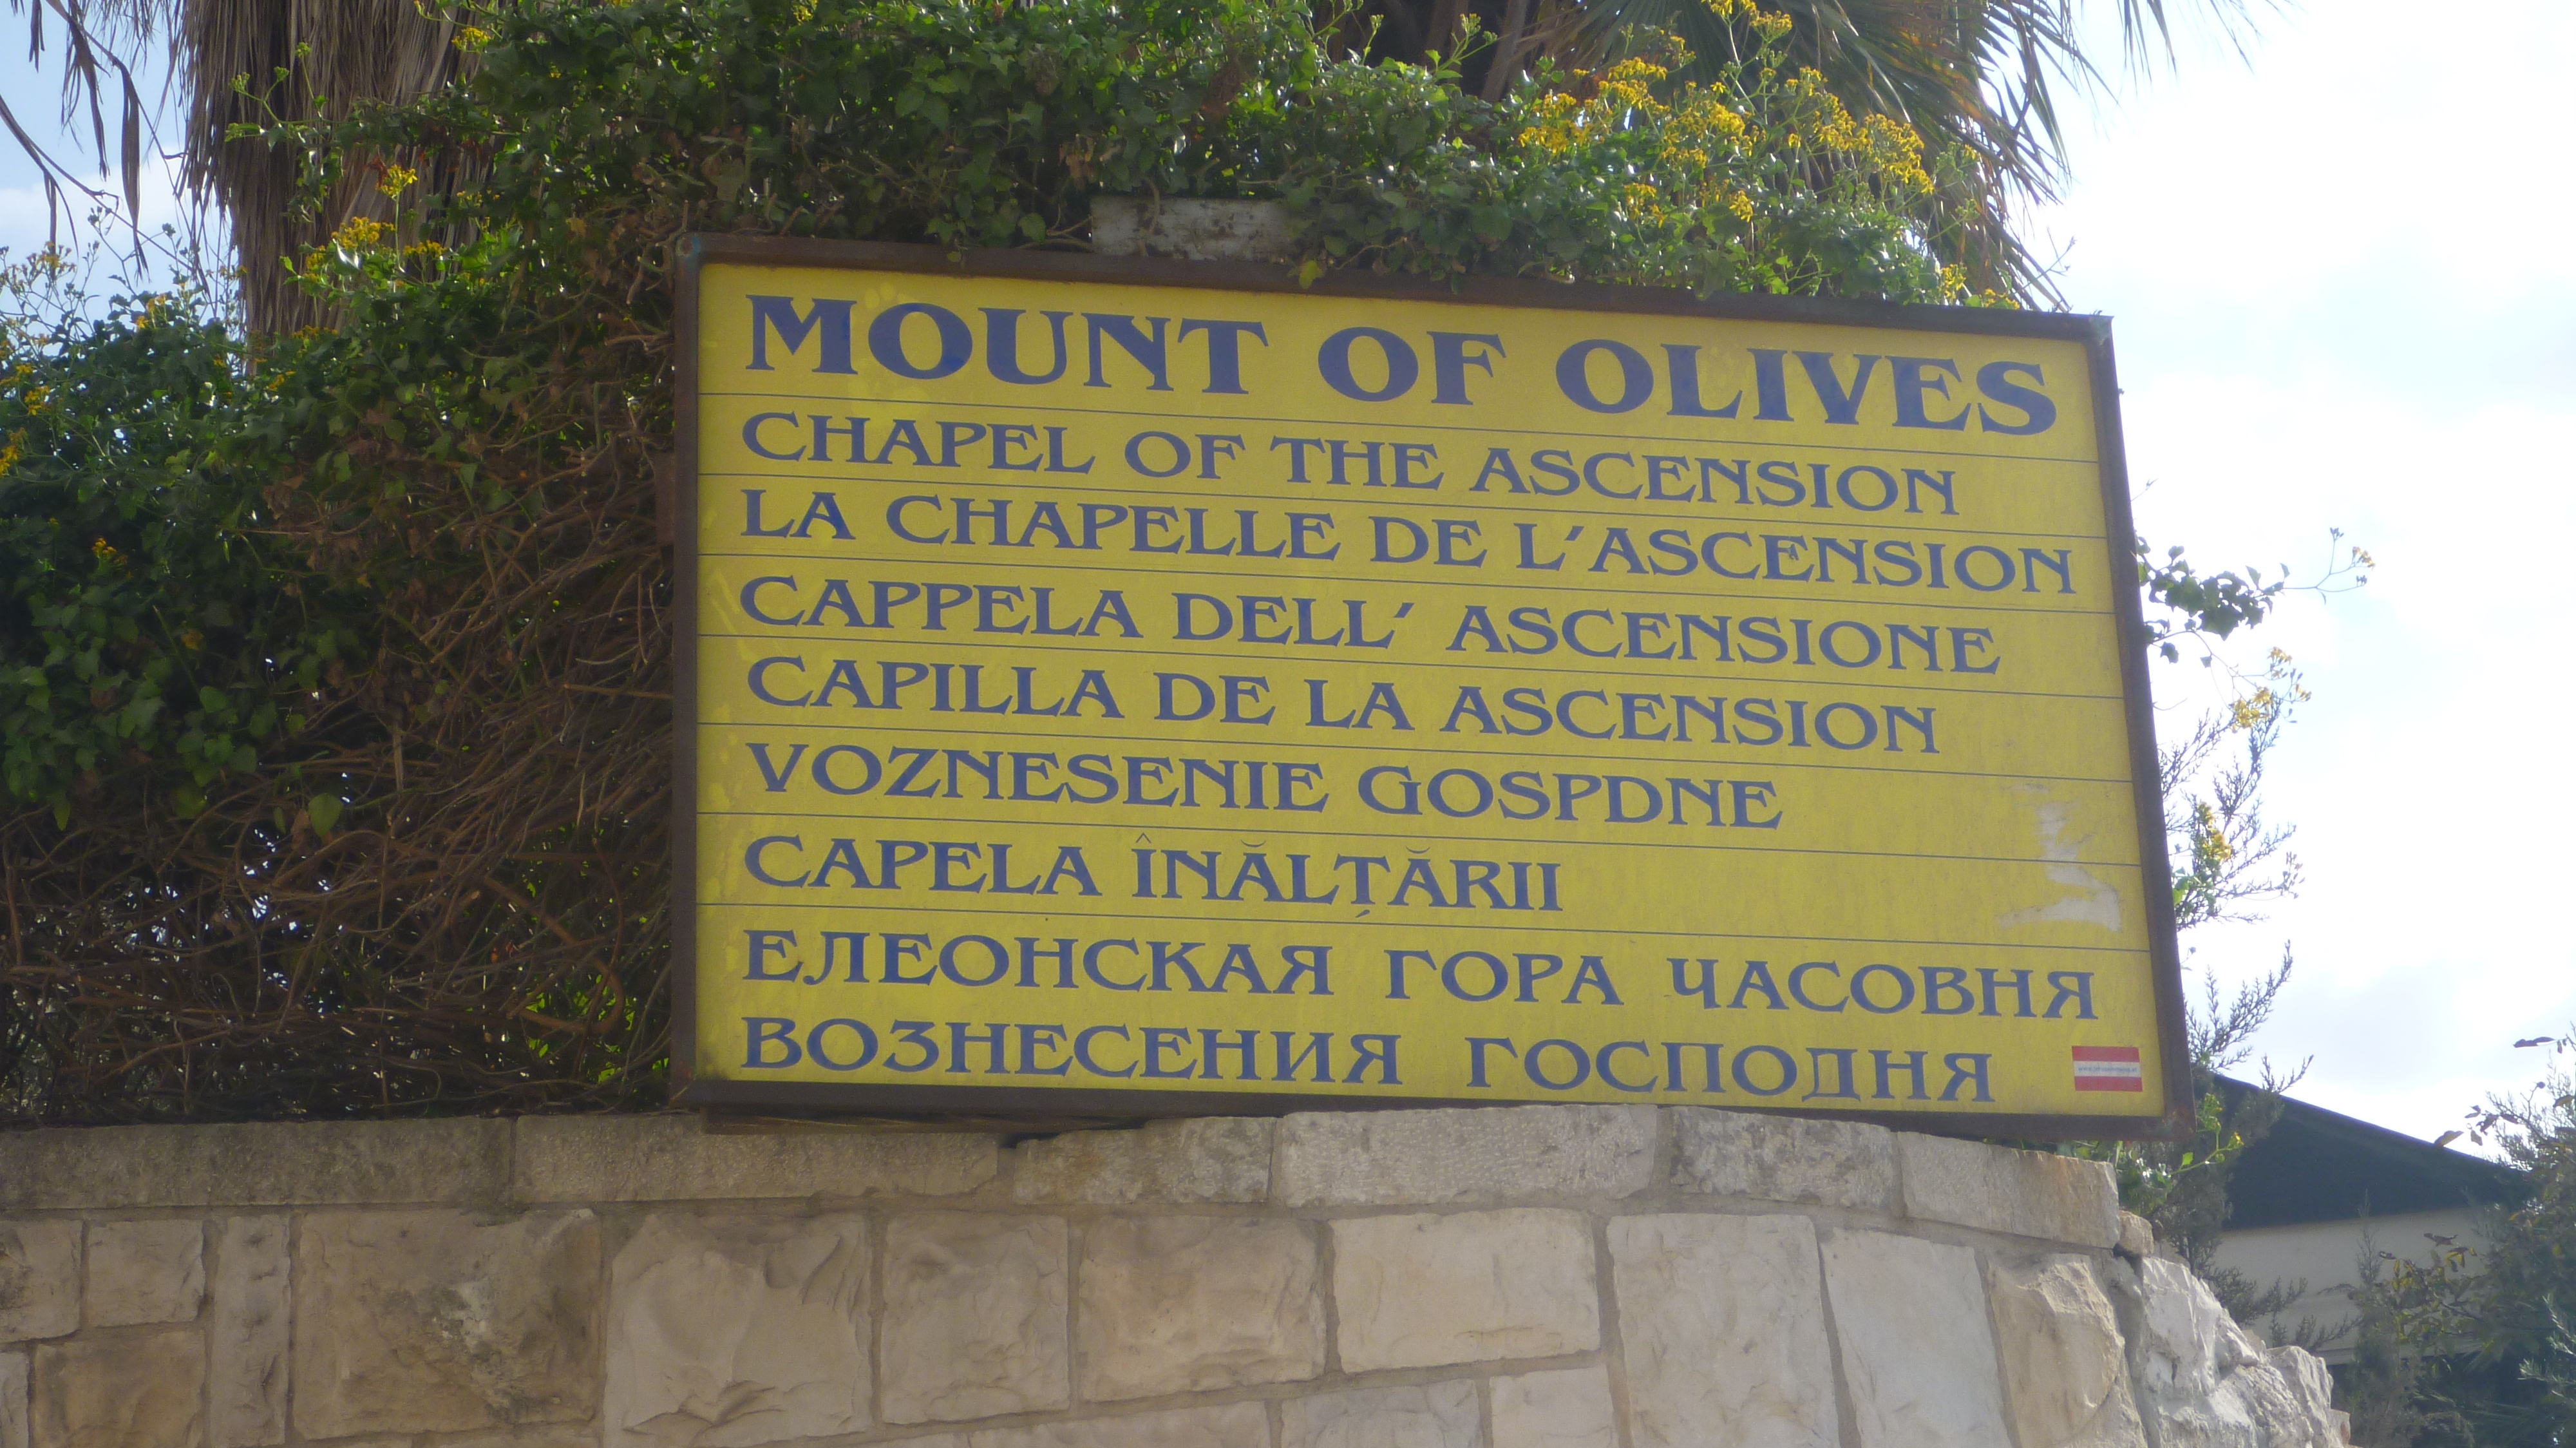 MOUNT OF OLIVES
CHAPEL OF THE ASCENSION
LA CHAPELLE DE L'ASCENSION
CAPPELA DELL' ASCENSIONE
CAPILLA DE LA ASCENSION
VOZNESENIE GOSPDNE
CAPELA ÎNĂLȚĂRII
ЕЛЕОНСКАЯ ГОРА ЧАСОВНЯ
ВОЗНЕСЕНИЯ ГОСПОДНЯ